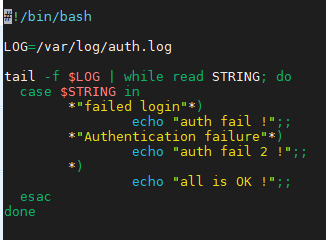 #!/bin/bash
LOG=/var/log/auth.log
tail -f $LOG | while read STRING; do
case $STRING in
*"failed login"*)
echo "auth fail !";;
*"Authentication failure"*)
echo "auth fail 2 !";;
*)
echo "all is OK !";;
esac
done